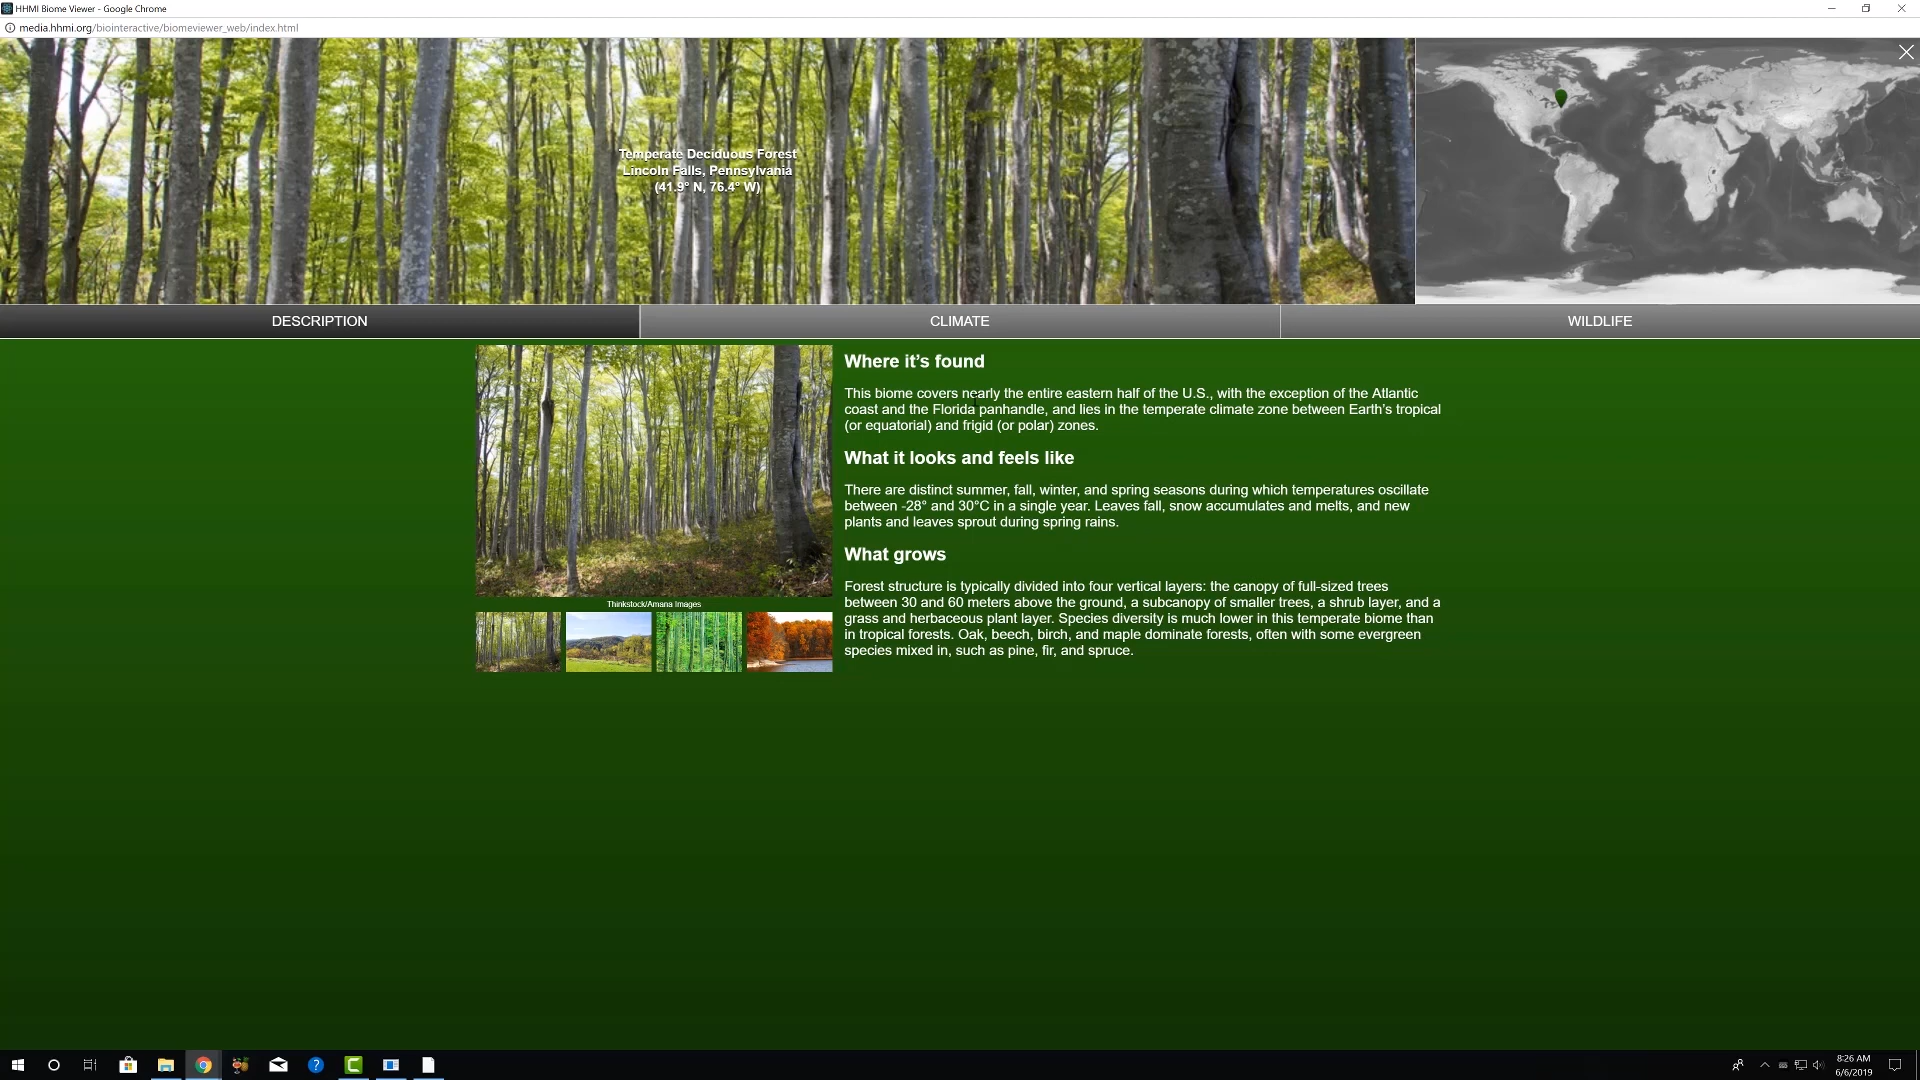 HHMI Biome Viewer - Google Chrome
media.hhmi.org/biointeractive/biomeviewer_web/index.html
Temperate Deciduous Forest
Lincoln Falls, Pennsylvania
(41.9° N, 76.4° W)
DESCRIPTION
CLIMATE
WILDLIFE
Where it’s found
This biome covers nearly the entire eastern half of the U.S., with the exception of the Atlantic
coast and the Florida panhandle, and lies in the temperate climate zone between Earth’s tropical
(or equatorial) and frigid (or polar) zones.
What it looks and feels like
There are distinct summer, fall, winter, and spring seasons during which temperatures oscillate
between -28° and 30°C in a single year. Leaves fall, snow accumulates and melts, and new
plants and leaves sprout during spring rains.
What grows
Forest structure is typically divided into four vertical layers: the canopy of full-sized trees
between 30 and 60 meters above the ground, a subcanopy of smaller trees, a shrub layer, and a
grass and herbaceous plant layer. Species diversity is much lower in this temperate biome than
in tropical forests. Oak, beech, birch, and maple dominate forests, often with some evergreen
species mixed in, such as pine, fir, and spruce.
Thinkstock/Amana Images
8:26 AM
6/6/2019